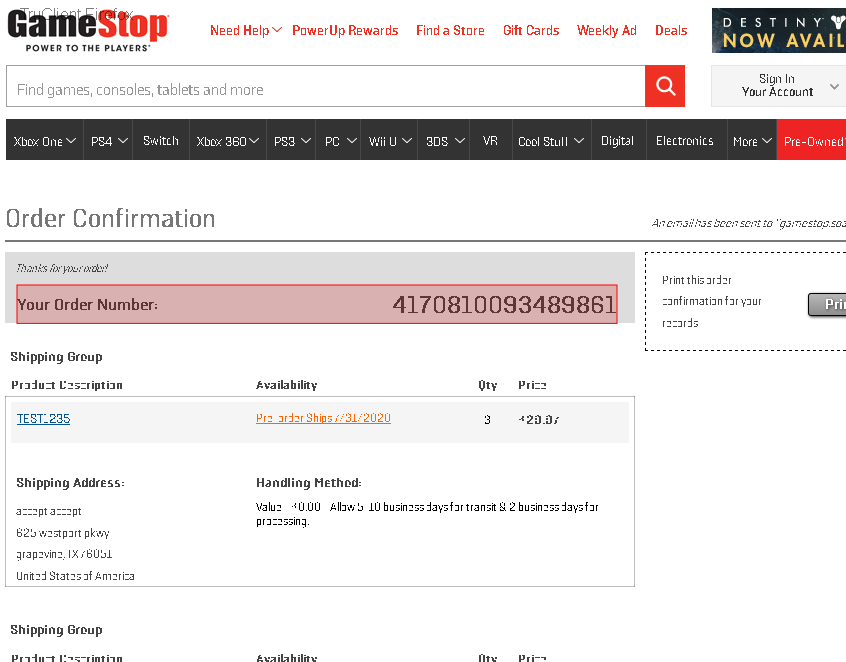 TruClient Firefox
GameStop
POWER TO THE PLAYERS
Need Help PowerUp Rewards Find a Store Gift Cards Weekly Ad Deals
DESTINY
NOW AVAIL
Find games, consoles, tablets and more
Sign In
Your Account
Xbox One PS4 Switch Xbox 360 PS3 PC Wii U 3DS VR Cool Stuff Digital Electronics More Pre-Owned
Order Confirmation
An email has been sent to "gamestop.soa
Thanks for your order!
Your Order Number: 4170810093489861
Print this order
confirmation for your
records
Pri
Shipping Group
Product Description Availability Qty Price
TEST1235 Pre-order Ships 7/31/2020 3
Shipping Address: Handling Method:
accept accept
Value - $0.00 - Allow 5-10 business days for transit & 2 business days for
processing.
625 westport pkwy
grapevine, TX 76051
United States of America
Shipping Group
Product Description Availability Qty Price